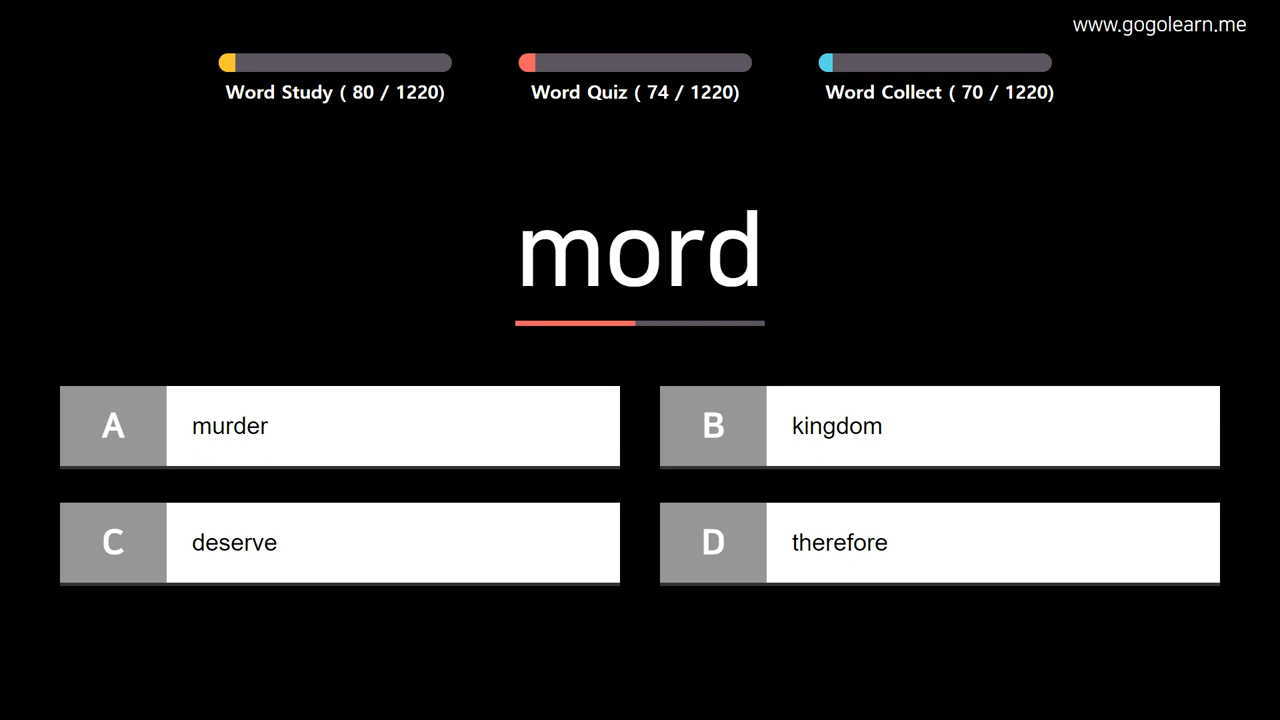 www.gogolearn.me
Word Study ( 80 / 1220)
Word Quiz ( 74 / 1220)
Word Collect ( 70 / 1220)
mord
A murder
B kingdom
C deserve
D therefore